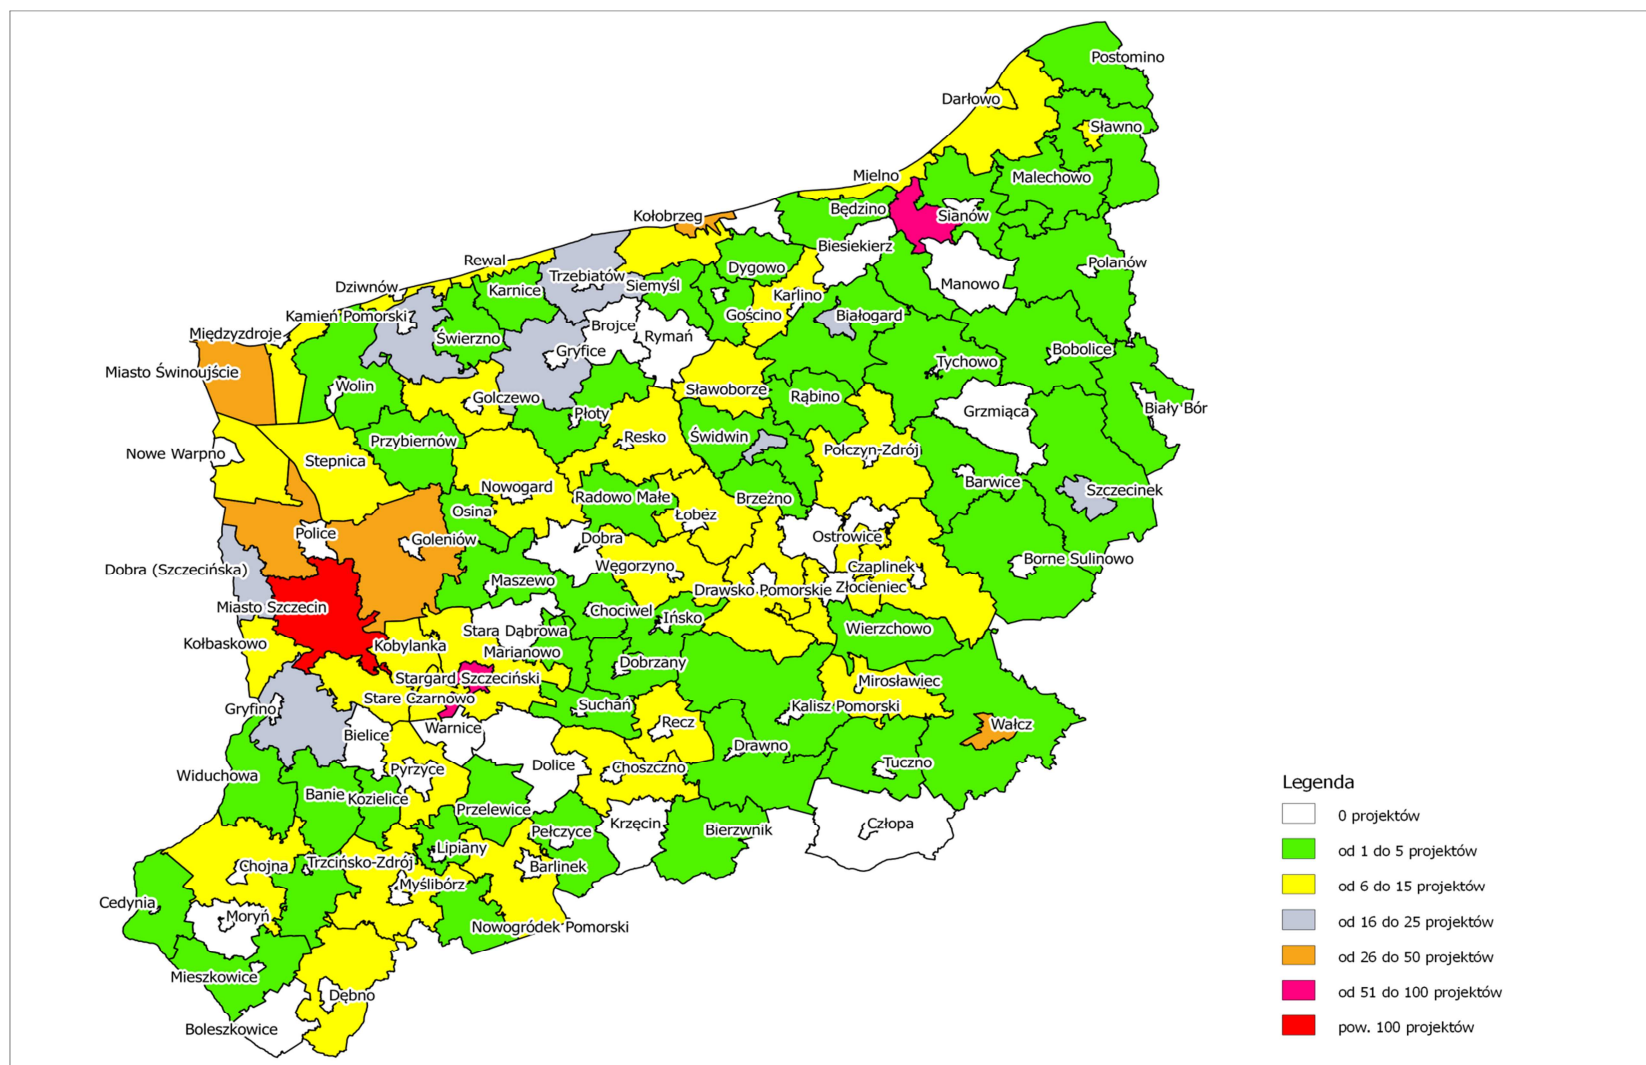 Postomino
Darłowo
Sławno
Mielno
Malechowo
Będzino
Sianów
Kołobrzeg
Biesiekierz
Rewal
Dygowo
Polanów
Trzebiatów
Siemyśl
Manowo
Dziwnów
Karnice
Karlino
Kamień Pomorski
Gościno
Białogard
Brojce
Międzyzdroje
Świerzno
Rymań
Gryfice
Bobolice
Tychowo
Miasto Świnoujście
Wolin
Sławoborze
Golczewo
Rąbino
Biały Bór
Płoty
Grzmiąca
Przybiernów
Resko
Świdwin
Nowe Warpno
Stepnica
Połczyn-Zdrój
Nowogard
Barwice
Radowo Małe
Brzeżno
Szczecinek
Osina
Łobez
Police
Goleniów
Dobra
Ostrowice
Borne Sulinowo
Dobra (Szczecińska)
Węgorzyno
Czaplinek
Maszewo
Drawsko Pomorskie
Złocieniec
Miasto Szczecin
Chociwel
Ińsko
Stara Dąbrowa
Wierzchowo
Kołbaskowo
Kobylanka
Marianowo
Dobrzany
Stargard Szczeciński
Mirosławiec
Stare Czarnowo
Suchań
Kalisz Pomorski
Gryfino
Recz
Wałcz
Bielice
Warnice
Drawno
Widuchowa
Pyrzyce
Dolice
Choszczno
Tuczno
Banie
Kozielice
Przelewice
Krzęcin
Bierzwnik
Człopa
Pełczyce
Lipiany
Chojna
Trzcińsko-Zdrój
Barlinek
Myślibórz
Cedynia
Moryń
Nowogródek Pomorski
Mieszkowice
Dębno
Boleszkowice
Legenda
0 projektów
od 1 do 5 projektów
od 6 do 15 projektów
od 16 do 25 projektów
od 26 do 50 projektów
od 51 do 100 projektów
pow. 100 projektów